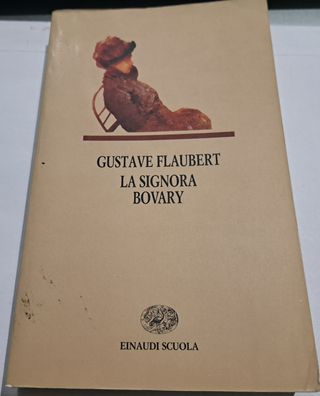 GUSTAVE FLAUBERT
LA SIGNORA
BOVARY
EINAUDI SCUOLA